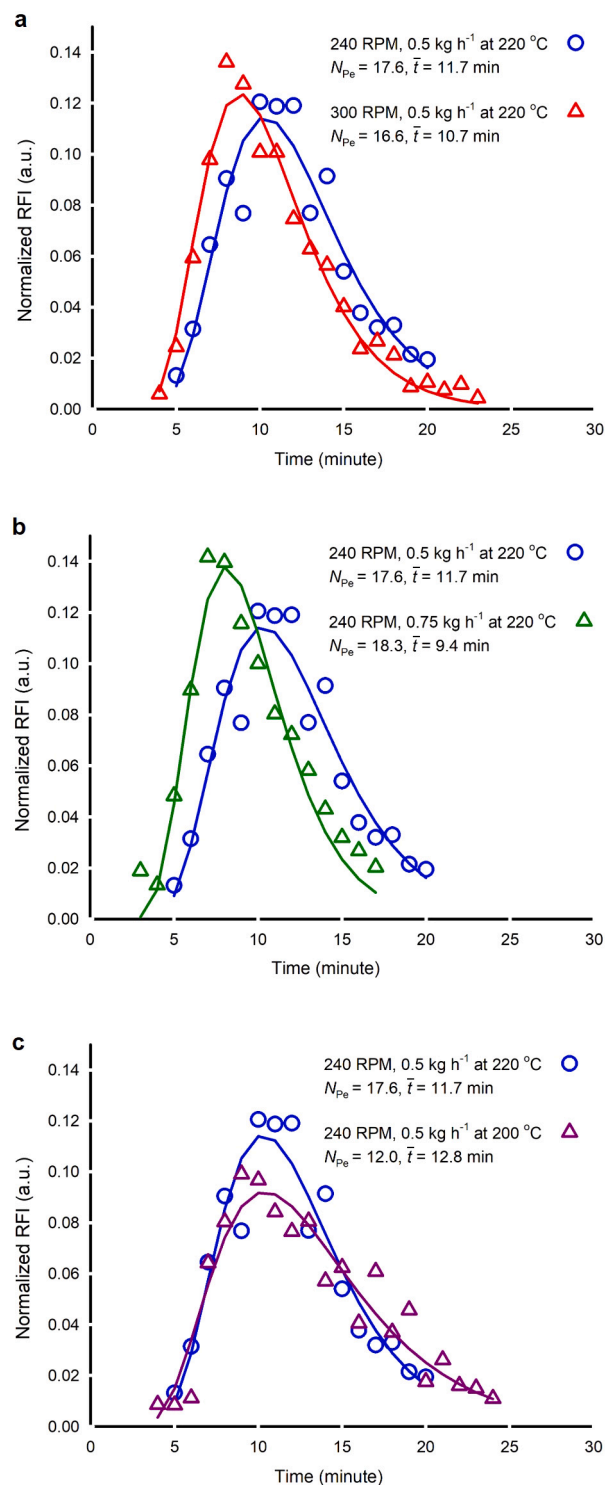 a
0.14
240 RPM, 0.5 kg h⁻¹ at 220 °C
Nₚₑ = 17.6, t̅ = 11.7 min
0.12
300 RPM, 0.5 kg h⁻¹ at 220 °C
Nₚₑ = 16.6, t̅ = 10.7 min
0.10
0.08
0.06
0.04
0.02
0.00
Normalized RFI (a.u.)
0 5 10 15 20 25 30
Time (minute)
b
0.14
240 RPM, 0.5 kg h⁻¹ at 220 °C
Nₚₑ = 17.6, t̅ = 11.7 min
0.12
240 RPM, 0.75 kg h⁻¹ at 220 °C
Nₚₑ = 18.3, t̅ = 9.4 min
0.10
0.08
0.06
0.04
0.02
0.00
Normalized RFI (a.u.)
0 5 10 15 20 25 30
Time (minute)
c
0.14
240 RPM, 0.5 kg h⁻¹ at 220 °C
Nₚₑ = 17.6, t̅ = 11.7 min
0.12
240 RPM, 0.5 kg h⁻¹ at 200 °C
Nₚₑ = 12.0, t̅ = 12.8 min
0.10
0.08
0.06
0.04
0.02
0.00
Normalized RFI (a.u.)
0 5 10 15 20 25 30
Time (minute)